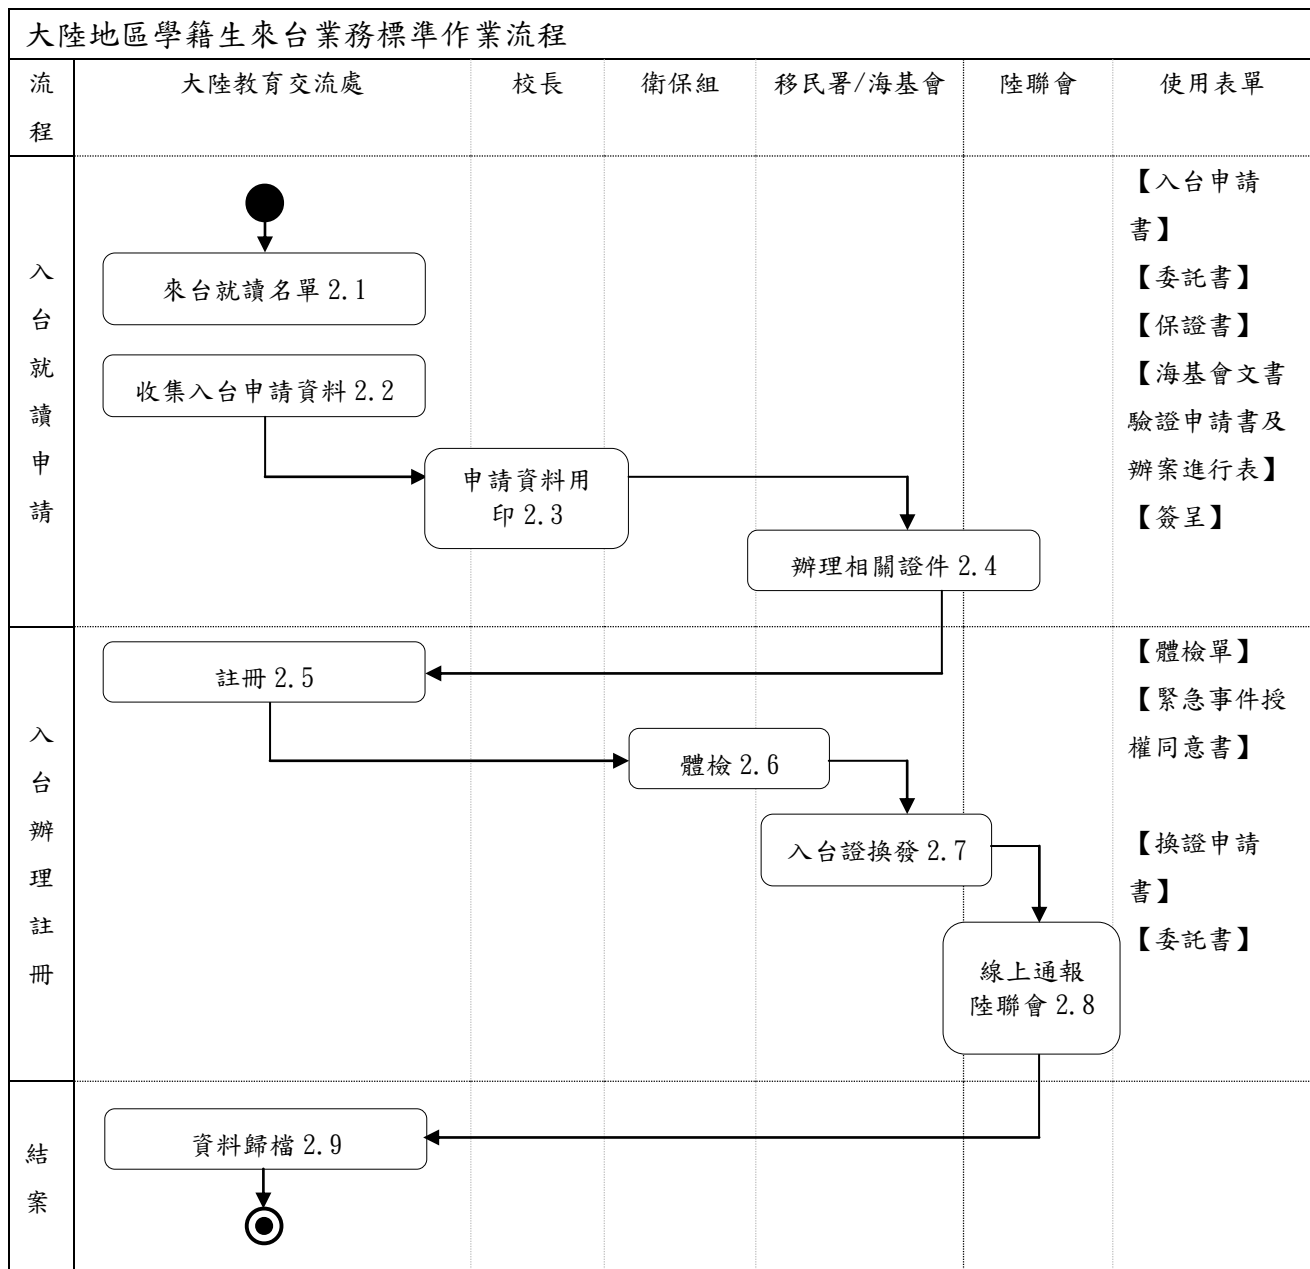 大陸地區學籍生來台業務標準作業流程
流
程
大陸教育交流處
校長
衛保組
移民署/海基會
陸聯會
使用表單
入
台
就
讀
申
請
來台就讀名單 2.1
收集入台申請資料 2.2
申請資料用
印 2.3
辦理相關證件 2.4
【入台申請
書】
【委託書】
【保證書】
【海基會文書
驗證申請書及
辦案進行表】
【簽呈】
入
台
辦
理
註
冊
註冊 2.5
體檢 2.6
入台證換發 2.7
線上通報
陸聯會 2.8
【體檢單】
【緊急事件授
權同意書】
【換證申請
書】
【委託書】
結
案
資料歸檔 2.9